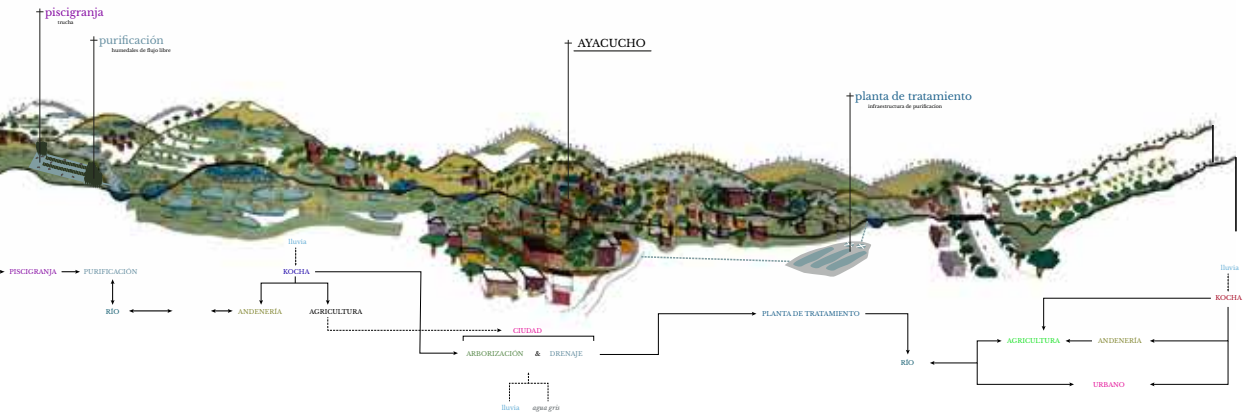 piscigranja
trucha
purificación
humedales de flujo libre
AYACUCHO
planta de tratamiento
infraestructura de purificacion
lluvia
PISCIGRANJA
PURIFICACIÓN
KOCHA
RÍO
ANDENERÍA
AGRICULTURA
CIUDAD
ARBORIZACIÓN & DRENAJE
lluvia
agua gris
PLANTA DE TRATAMIENTO
RÍO
lluvia
KOCHA
AGRICULTURA
ANDENERÍA
URBANO